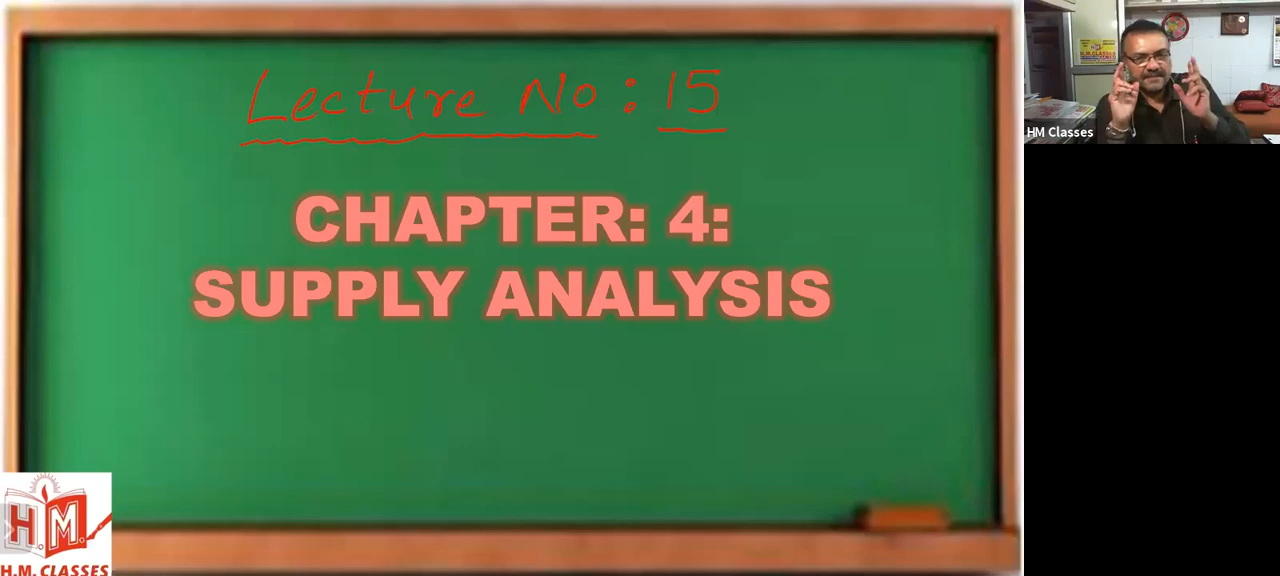 Lecture No : 15
CHAPTER: 4:
SUPPLY ANALYSIS
HM Classes
H.M.
H.M. CLASSES